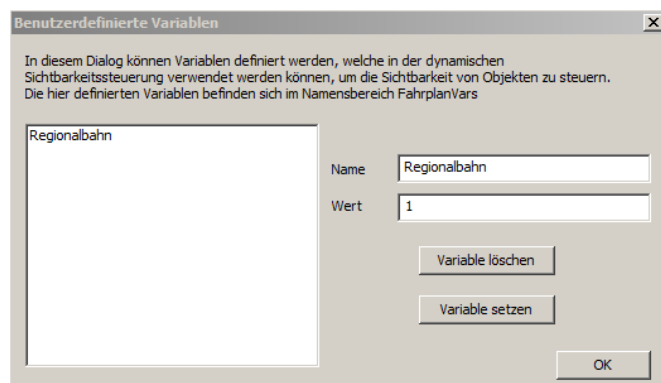 Benutzerdefinierte Variablen
In diesem Dialog können Variablen definiert werden, welche in der dynamischen
Sichtbarkeitssteuerung verwendet werden können, um die Sichtbarkeit von Objekten zu steuern.
Die hier definierten Variablen befinden sich im Namensbereich FahrplanVars
Regionalbahn
Name Regionalbahn
Wert 1
Variable löschen
Variable setzen
OK